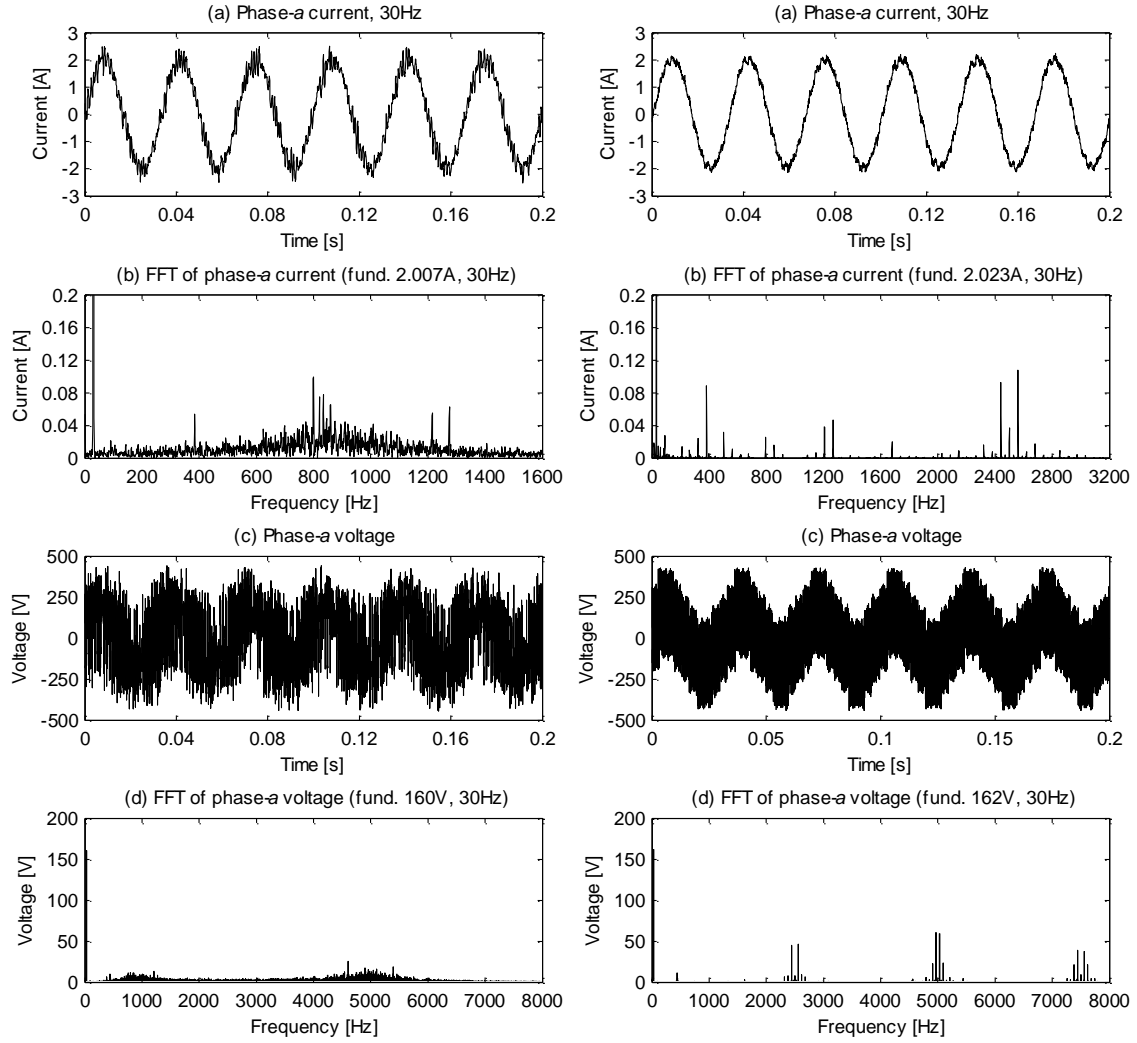 (a) Phase-a current, 30Hz
3
2
1
0
-1
-2
-3
Current [A]
0 0.04 0.08 0.12 0.16 0.2
Time [s]
(b) FFT of phase-a current (fund. 2.007A, 30Hz)
0.2
0.16
0.12
0.08
0.04
0
Current [A]
0 200 400 600 800 1000 1200 1400 1600
Frequency [Hz]
(c) Phase-a voltage
500
250
0
-250
-500
Voltage [V]
0 0.04 0.08 0.12 0.16 0.2
Time [s]
(d) FFT of phase-a voltage (fund. 160V, 30Hz)
200
150
100
50
0
Voltage [V]
0 1000 2000 3000 4000 5000 6000 7000 8000
Frequency [Hz]
(a) Phase-a current, 30Hz
3
2
1
0
-1
-2
-3
Current [A]
0 0.04 0.08 0.12 0.16 0.2
Time [s]
(b) FFT of phase-a current (fund. 2.023A, 30Hz)
0.2
0.16
0.12
0.08
0.04
0
Current [A]
0 400 800 1200 1600 2000 2400 2800 3200
Frequency [Hz]
(c) Phase-a voltage
500
250
0
-250
-500
Voltage [V]
0 0.05 0.1 0.15 0.2
Time [s]
(d) FFT of phase-a voltage (fund. 162V, 30Hz)
200
150
100
50
0
Voltage [V]
0 1000 2000 3000 4000 5000 6000 7000 8000
Frequency [Hz]